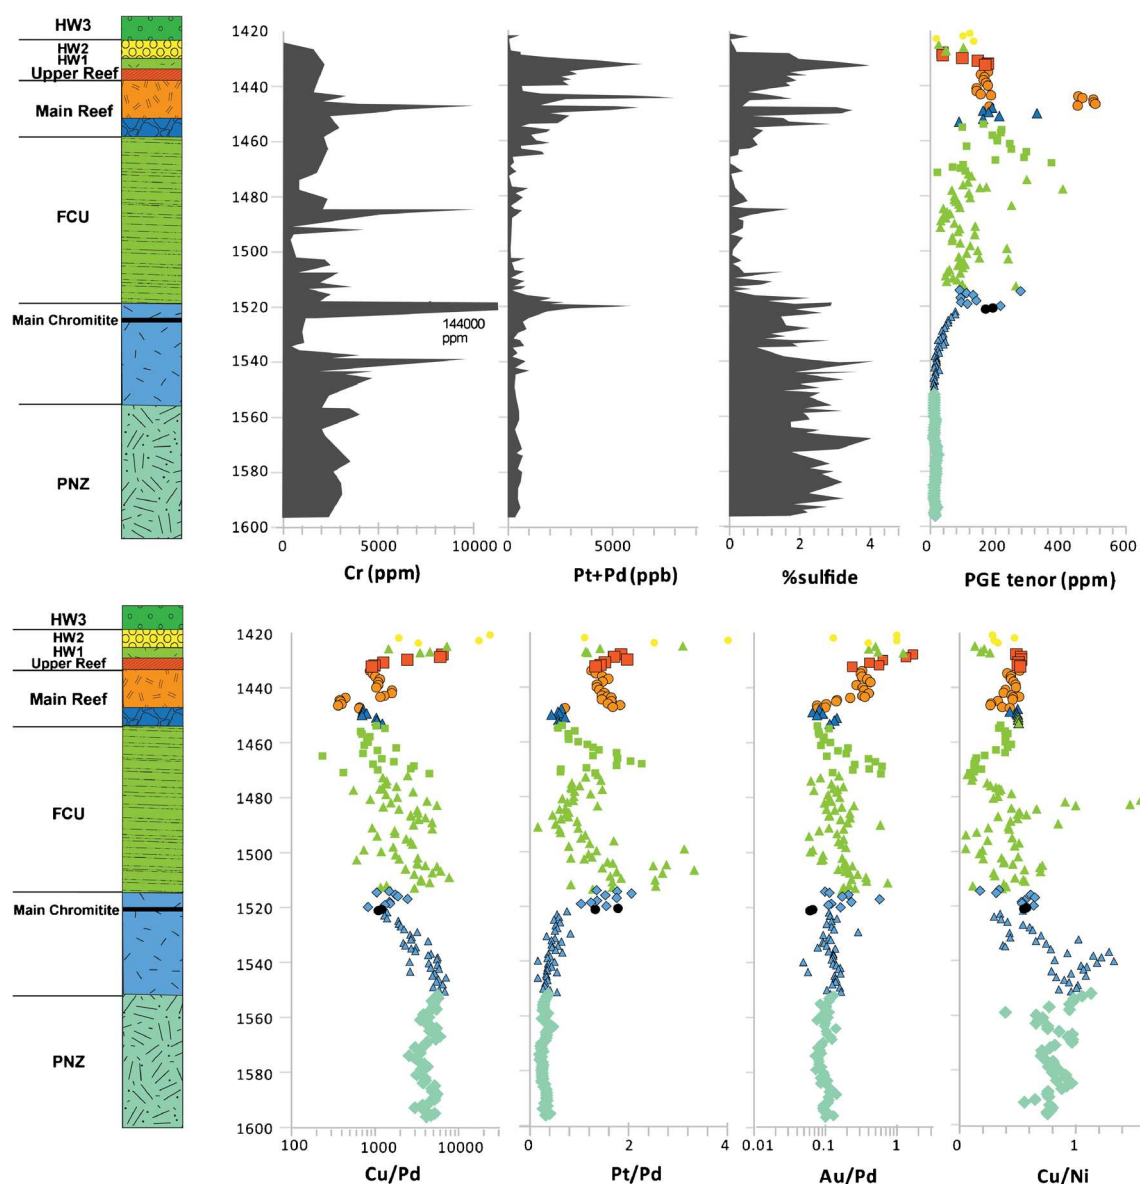 HW3
HW2
HW1
Upper Reef
Main Reef
FCU
Main Chromitite
PNZ
1420
1440
1460
1480
1500
1520
1540
1560
1580
1600
144000
ppm
0 5000 10000
Cr (ppm)
0 5000
Pt+Pd (ppb)
0 2 4
%sulfide
0 200 400 600
PGE tenor (ppm)
HW3
HW2
HW1
Upper Reef
Main Reef
FCU
Main Chromitite
PNZ
1420
1440
1460
1480
1500
1520
1540
1560
1580
1600
100 1000 10000
Cu/Pd
0 2 4
Pt/Pd
0.01 0.1 1
Au/Pd
0 1
Cu/Ni